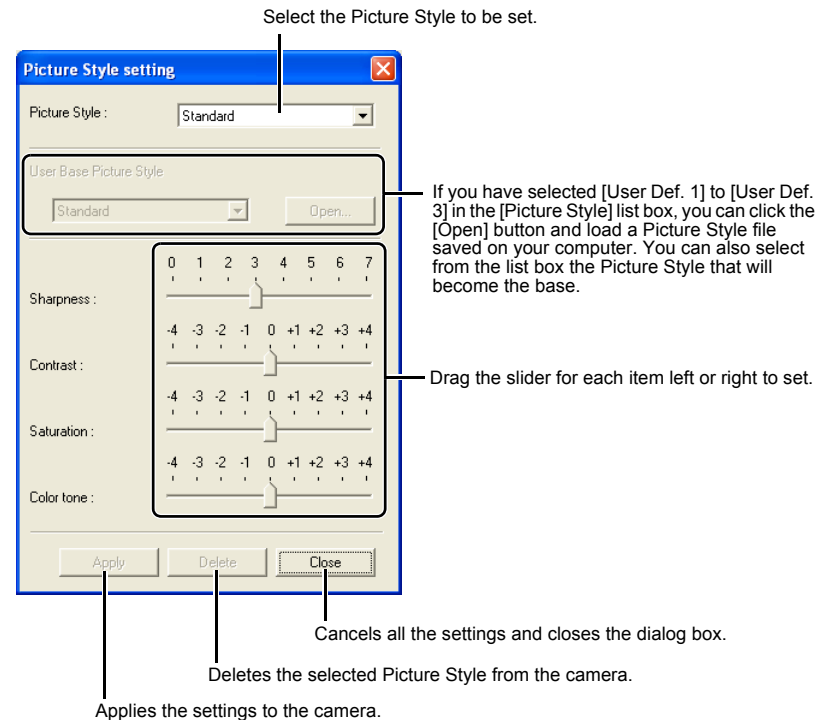 Select the Picture Style to be set.
Picture Style setting
Picture Style :
Standard
User Base Picture Style
Standard
Open...
If you have selected [User Def. 1] to [User Def.
3] in the [Picture Style] list box, you can click the
[Open] button and load a Picture Style file
saved on your computer. You can also select
from the list box the Picture Style that will
become the base.
0 1 2 3 4 5 6 7
Sharpness :
-4 -3 -2 -1 0 +1 +2 +3 +4
Contrast :
Drag the slider for each item left or right to set.
-4 -3 -2 -1 0 +1 +2 +3 +4
Saturation :
-4 -3 -2 -1 0 +1 +2 +3 +4
Color tone :
Apply Delete Close
Cancels all the settings and closes the dialog box.
Deletes the selected Picture Style from the camera.
Applies the settings to the camera.